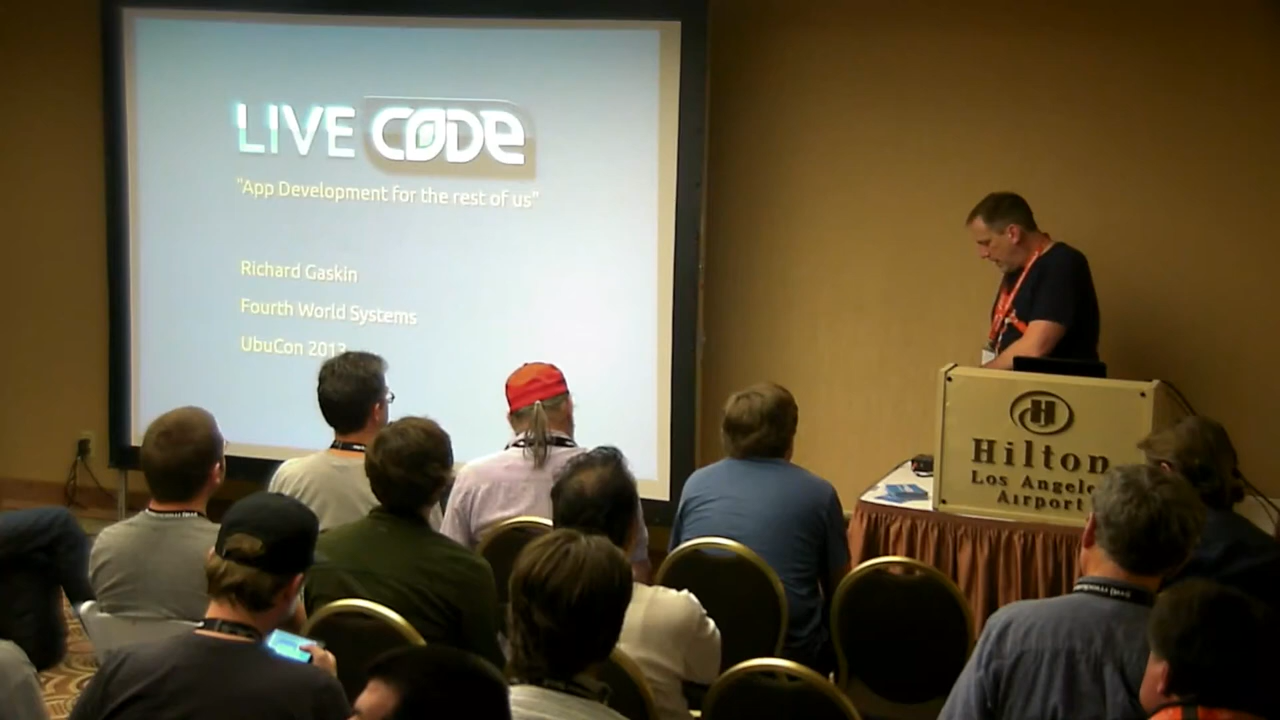 LIVE CODE
"App Development for the rest of us"
Richard Gaskin
Fourth World Systems
UbuCon 2013
H
Hilton
Los Angeles
Airport